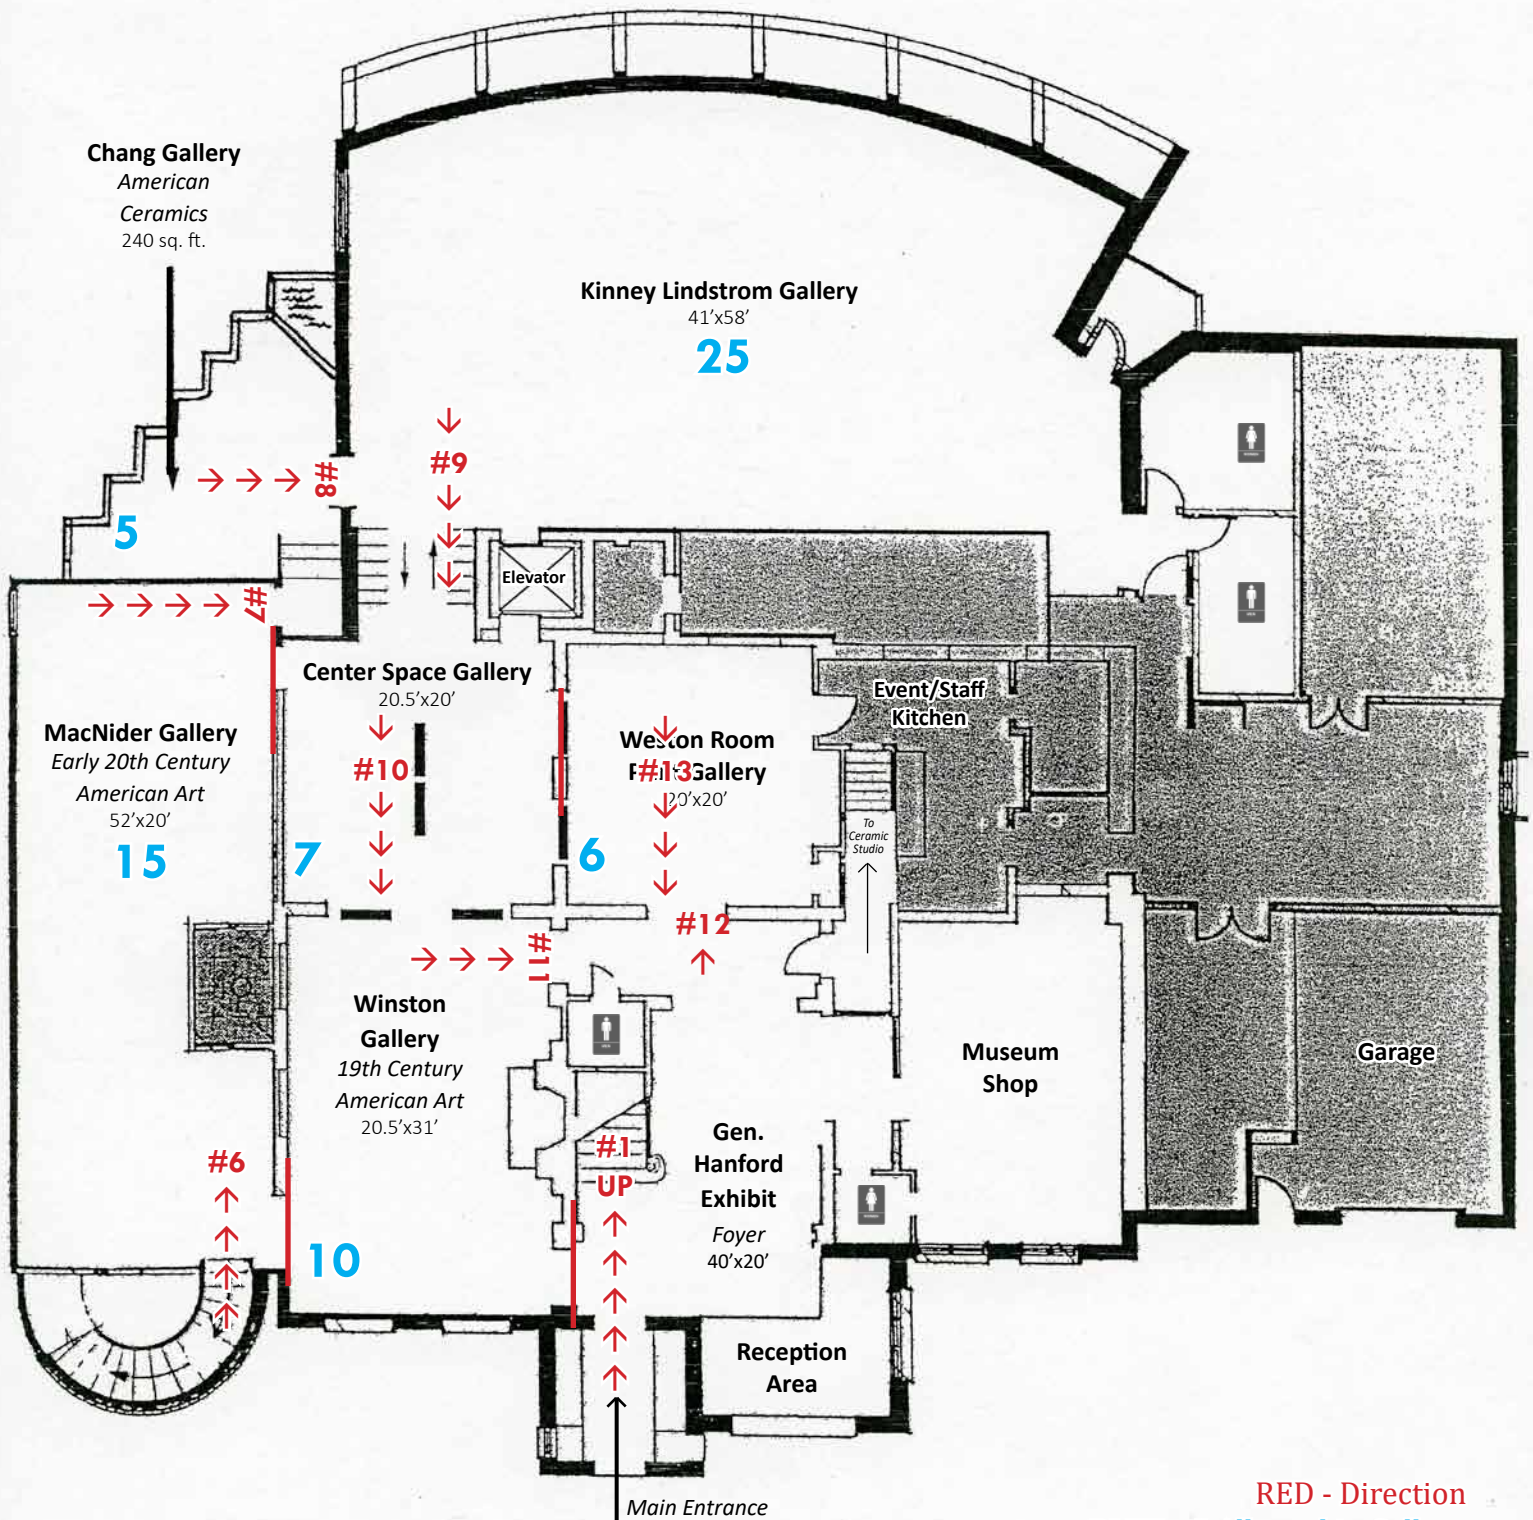 Chang Gallery
American
Ceramics
240 sq. ft.
Kinney Lindstrom Gallery
41'x58'
25
#9
#8
5
Elevator
#7
Center Space Gallery
20.5'x20'
MacNider Gallery
Early 20th Century
American Art
52'x20'
15
#10
7
Weston Room
Gallery
#13
20'x20'
6
Event/Staff
Kitchen
To
Ceramic
Studio
#12
#11
Winston
Gallery
19th Century
American Art
20.5'x31'
10
#6
#1
UP
Gen.
Hanford
Exhibit
Foyer
40'x20'
Museum
Shop
Garage
Reception
Area
Main Entrance
RED - Direction